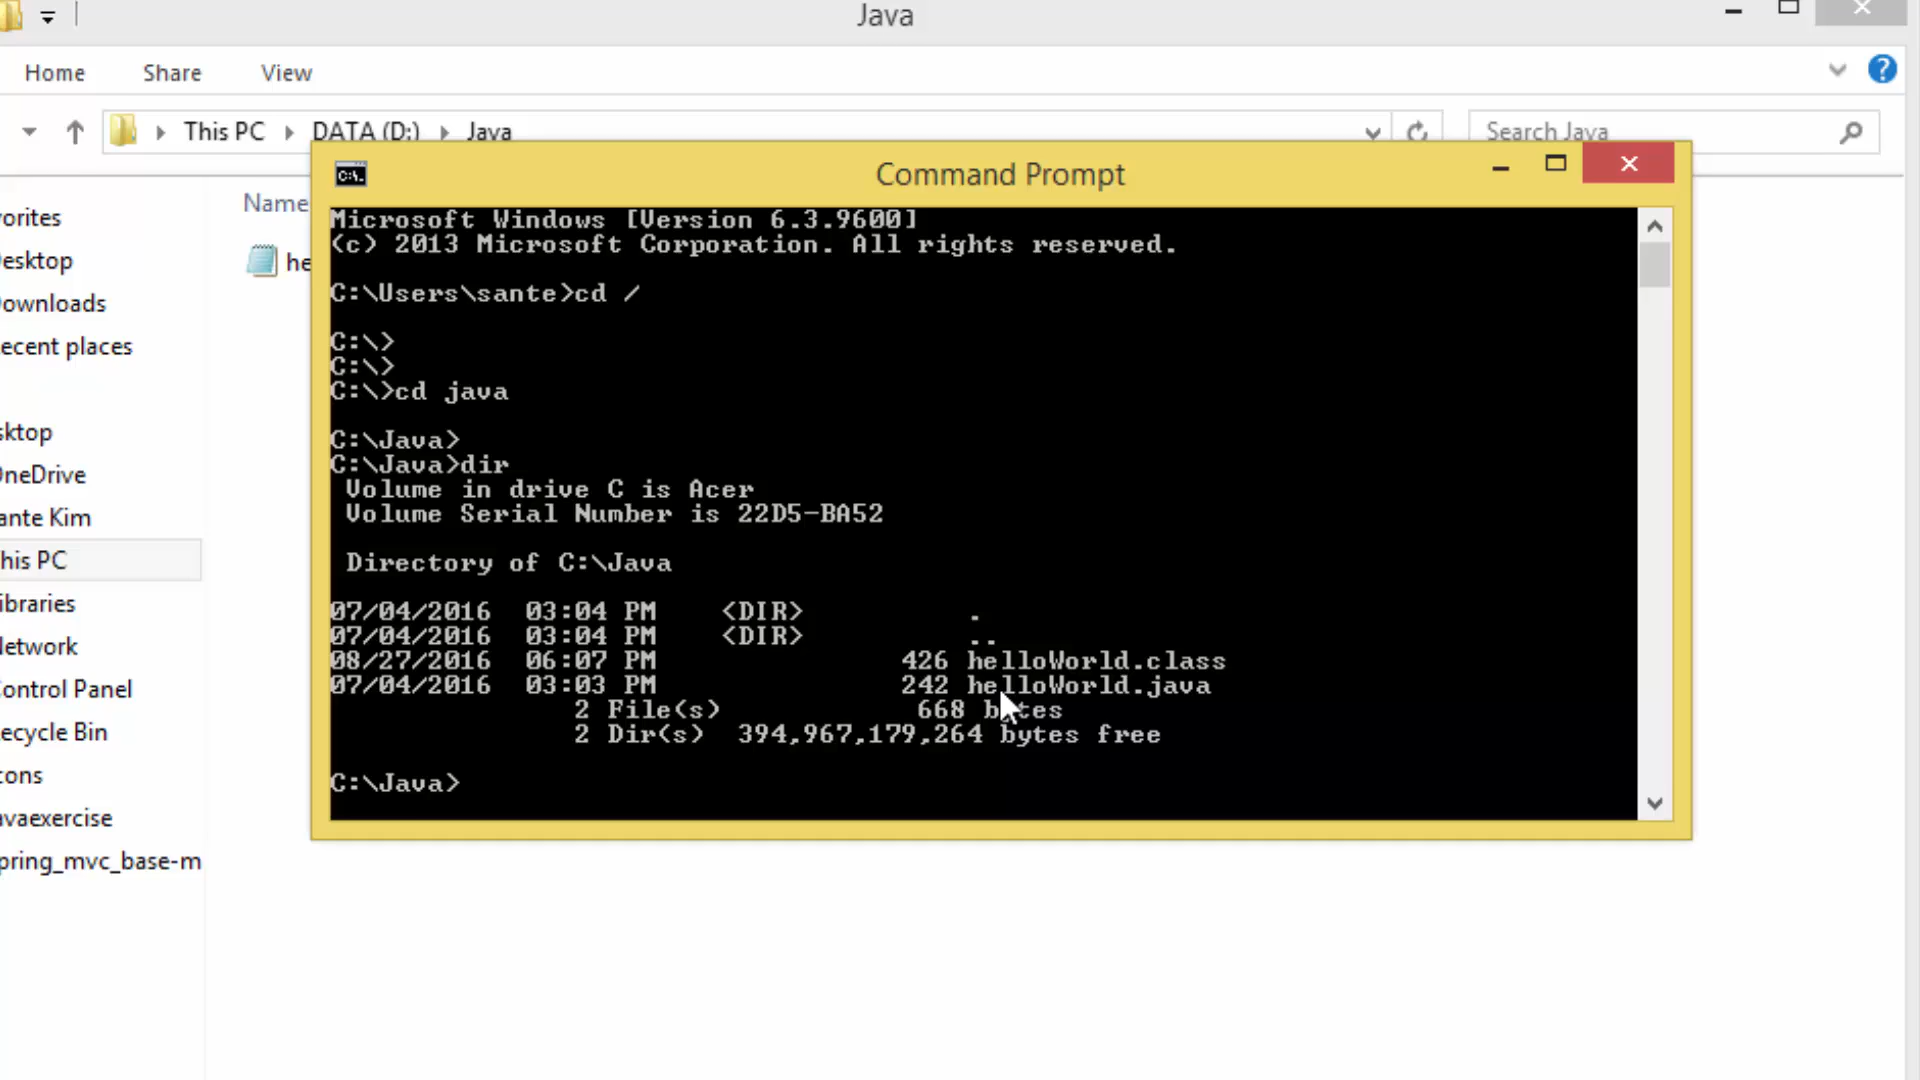 Java
Home Share View
This PC DATA (D:) Java
Search Java
Name
he
orites
esktop
ownloads
ecent places
sktop
OneDrive
ante Kim
his PC
ibraries
Network
Control Panel
ecycle Bin
cons
avaexercise
pring_mvc_base-m
C:\.
Command Prompt
Microsoft Windows [Version 6.3.9600]
(c) 2013 Microsoft Corporation. All rights reserved.
C:\Users\sante>cd /
C:\>
C:\>
C:\>cd java
C:\Java>
C:\Java>dir
Volume in drive C is Acer
Volume Serial Number is 22D5-BA52
Directory of C:\Java
07/04/2016 03:04 PM <DIR> .
07/04/2016 03:04 PM <DIR> ..
08/27/2016 06:07 PM 426 helloWorld.class
07/04/2016 03:03 PM 242 helloWorld.java
2 File(s) 668 bytes
2 Dir(s) 394,967,179,264 bytes free
C:\Java>